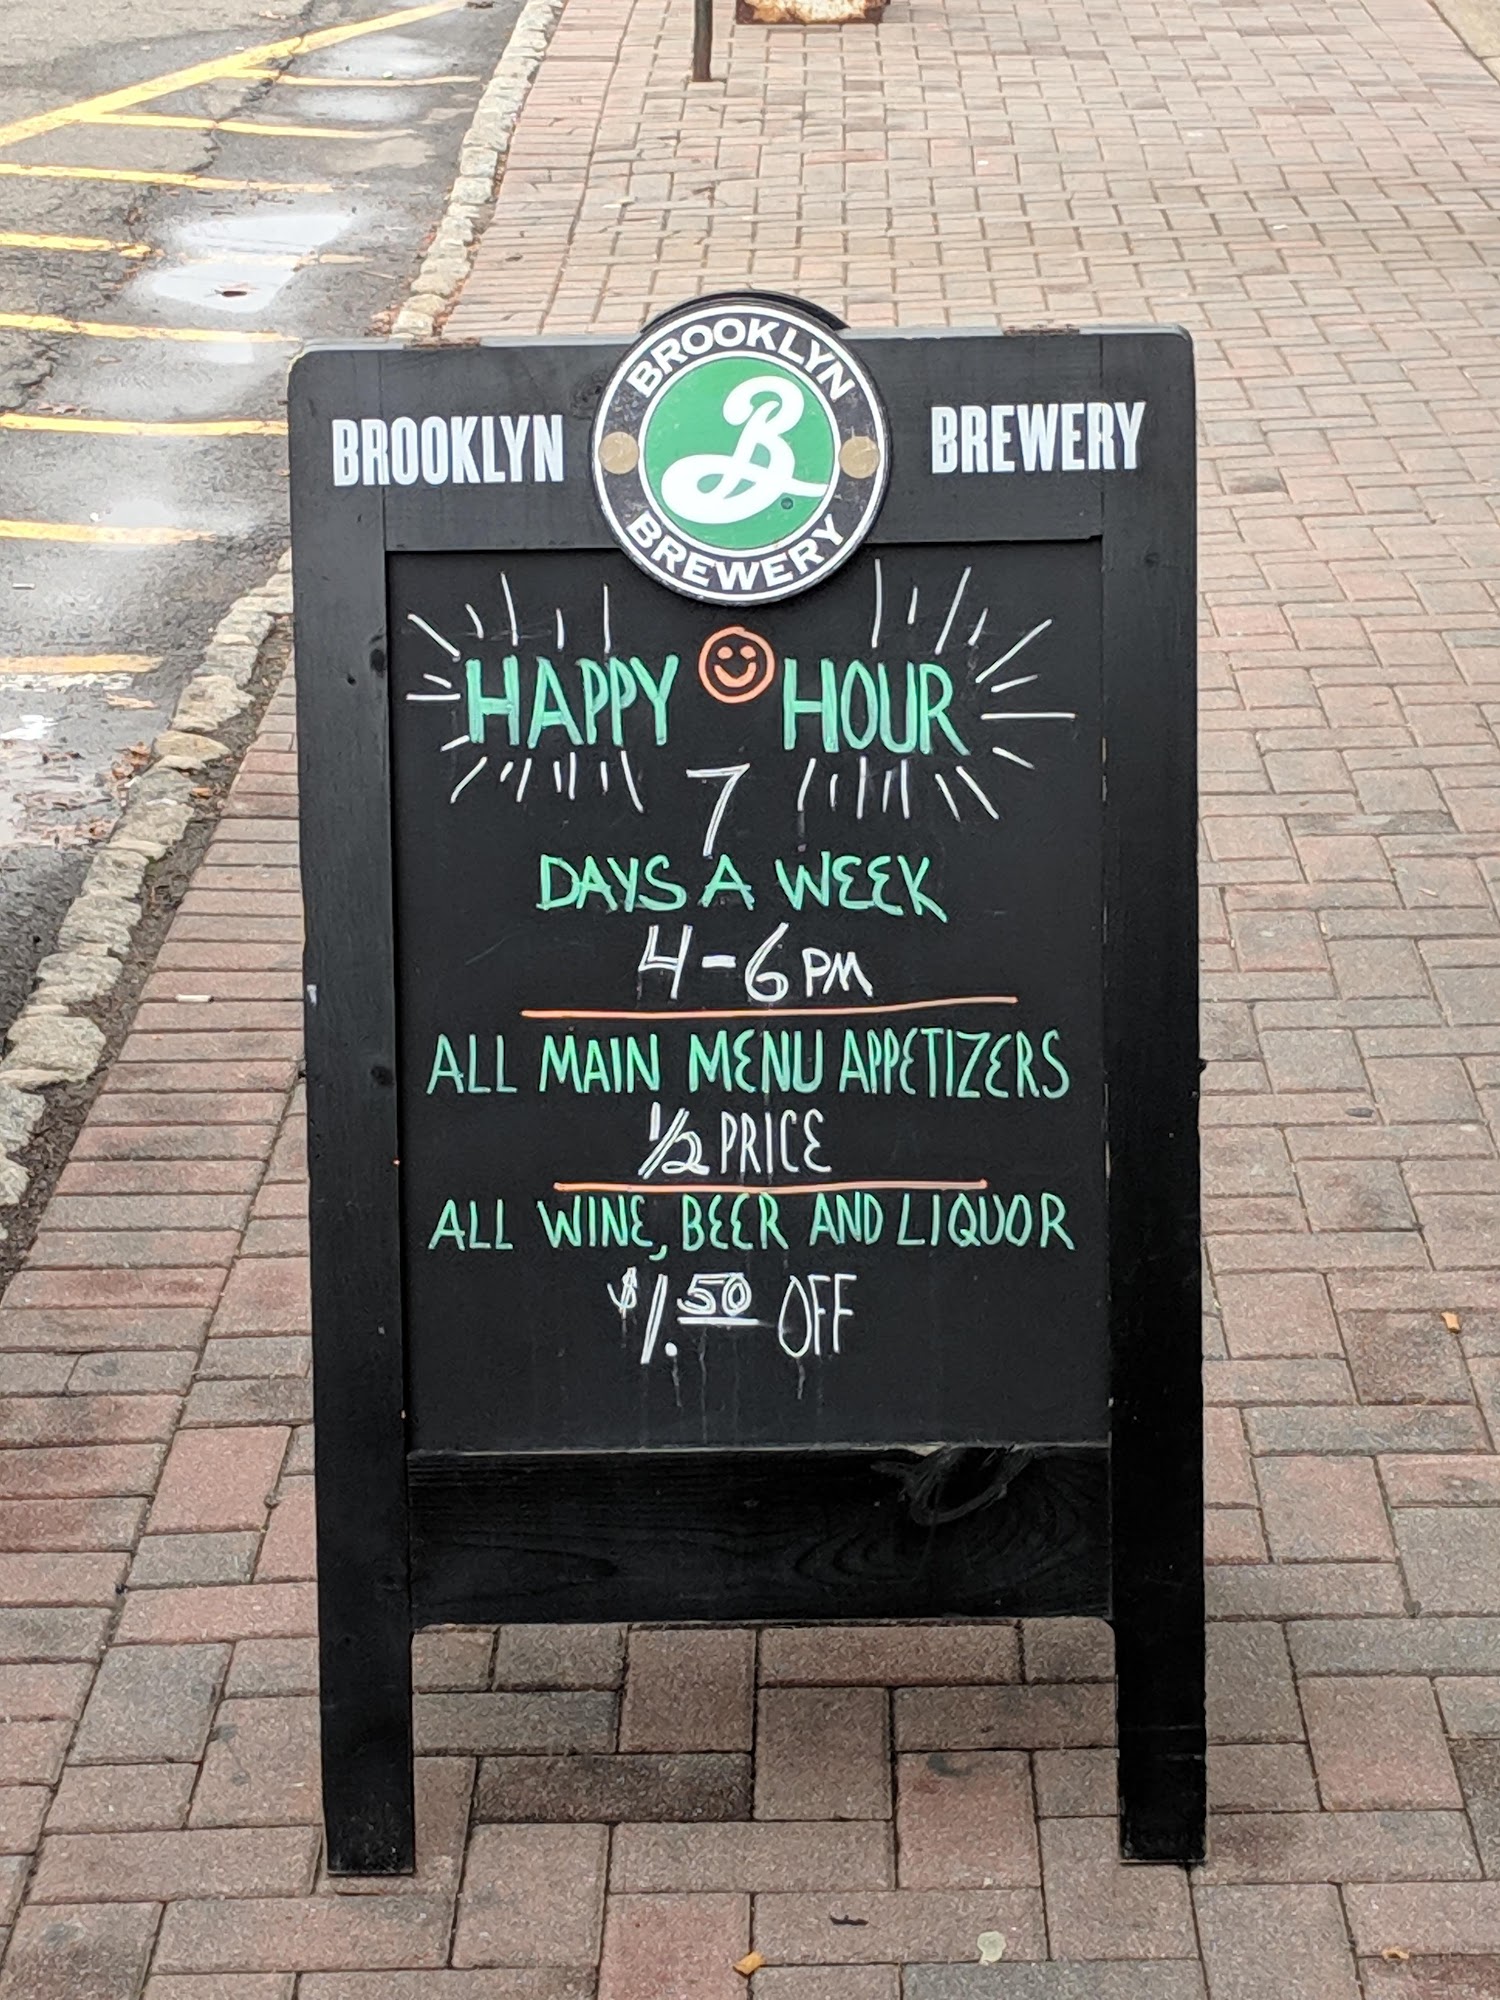 BROOKLYN BREWERY
BROOKLYN
B
BREWERY
HAPPY HOUR
7
DAYS A WEEK
4-6 PM
ALL MAIN MENU APPETIZERS
1/2 PRICE
ALL WINE, BEER AND LIQUOR
$1.50 OFF